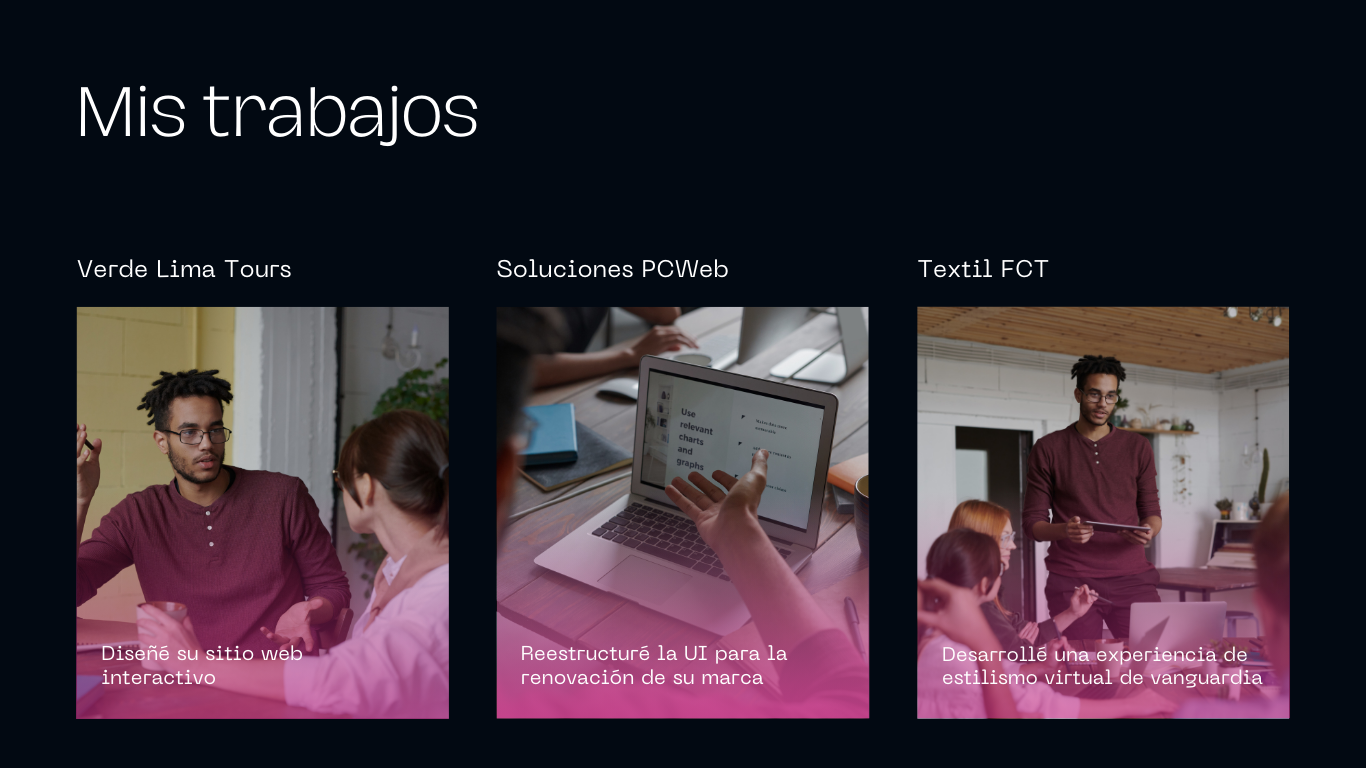 Mis trabajos
Verde Lima Tours
Soluciones PCWeb
Textil FCT
Use
relevant
charts
and
graphs
Diseñé su sitio web
interactivo
Reestructuré la UI para la
renovación de su marca
Desarrollé una experiencia de
estilismo virtual de vanguardia